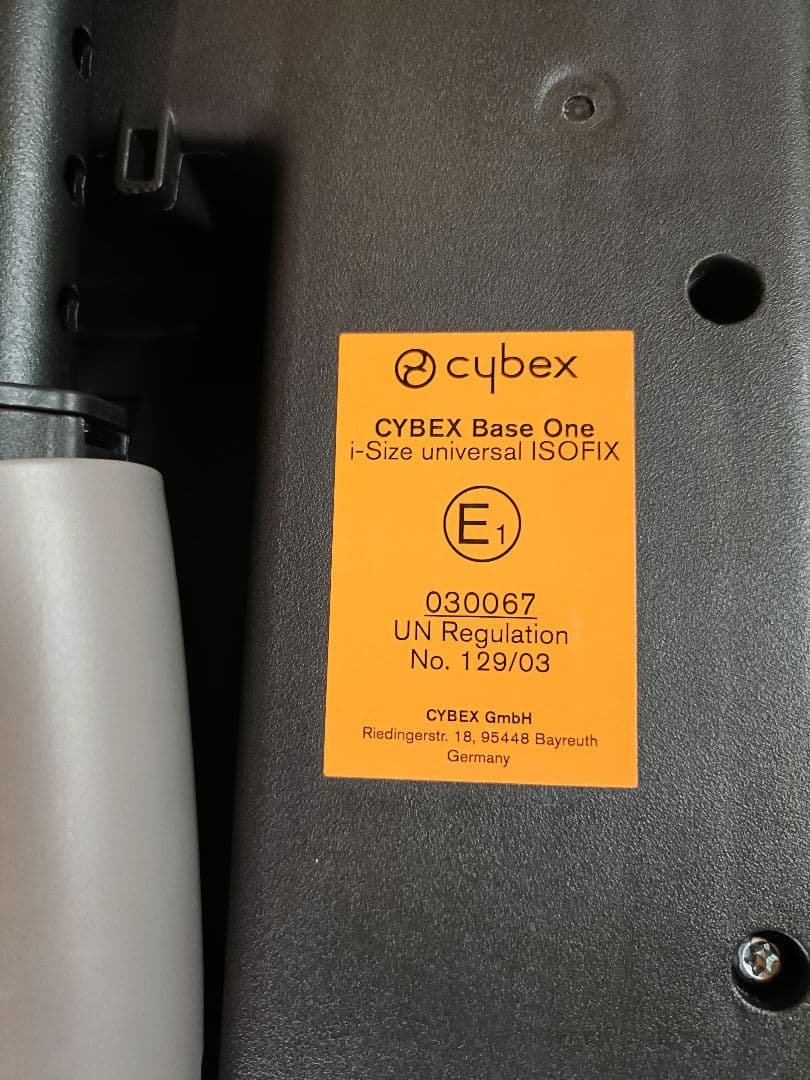 cybex
CYBEX Base One
i-Size universal ISOFIX
E1
030067
UN Regulation
No. 129/03
CYBEX GmbH
Riedingerstr. 18, 95448 Bayreuth
Germany